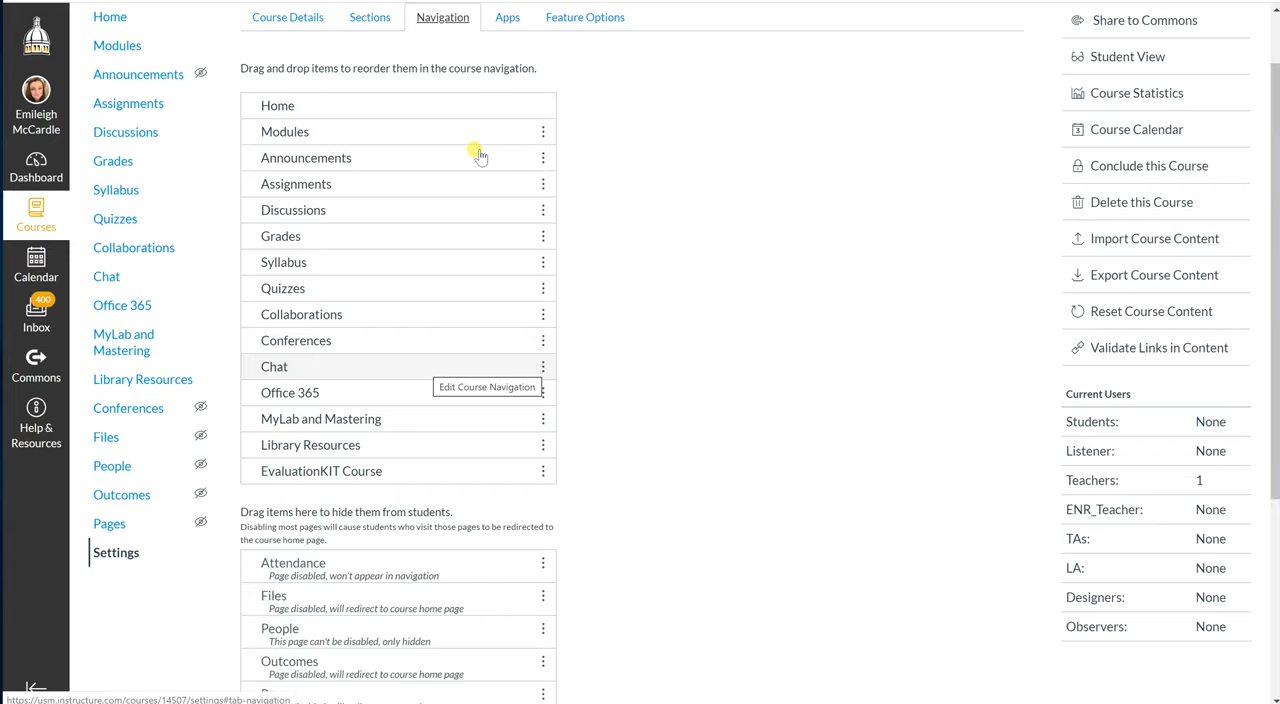 Emileigh
McCardle
Dashboard
Courses
Calendar
400
Inbox
Commons
Help &
Resources
Home
Modules
Announcements
Assignments
Discussions
Grades
Syllabus
Quizzes
Collaborations
Chat
Office 365
MyLab and
Mastering
Library Resources
Conferences
Files
People
Outcomes
Pages
Settings
Course Details
Sections
Navigation
Apps
Feature Options
Drag and drop items to reorder them in the course navigation.
Home
Modules
Announcements
Assignments
Discussions
Grades
Syllabus
Quizzes
Collaborations
Conferences
Chat
Edit Course Navigation
Office 365
MyLab and Mastering
Library Resources
EvaluationKIT Course
Drag items here to hide them from students.
Disabling most pages will cause students who visit those pages to be redirected to
the course home page.
Attendance
Page disabled, won't appear in navigation
Files
Page disabled, will redirect to course home page
People
This page can't be disabled, only hidden
Outcomes
Page disabled, will redirect to course home page
Share to Commons
Student View
Course Statistics
Course Calendar
Conclude this Course
Delete this Course
Import Course Content
Export Course Content
Reset Course Content
Validate Links in Content
Current Users
Students: None
Listener: None
Teachers: 1
ENR_Teacher: None
TAs: None
LA: None
Designers: None
Observers: None
https://usm.instructure.com/courses/14507/settings#tab-navigation